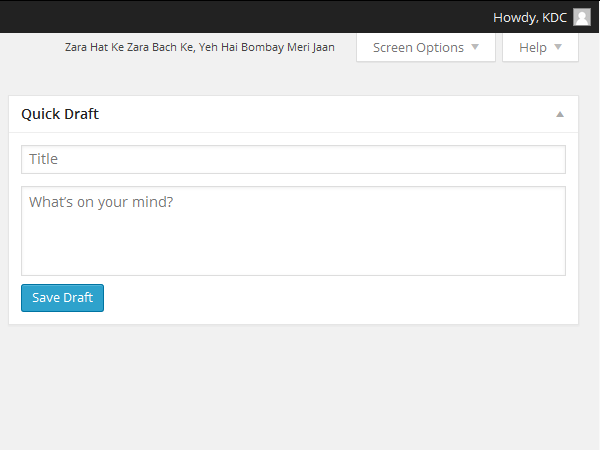 Howdy, KDC
Zara Hat Ke Zara Bach Ke, Yeh Hai Bombay Meri Jaan
Screen Options
Help
Quick Draft
Title
What's on your mind?
Save Draft